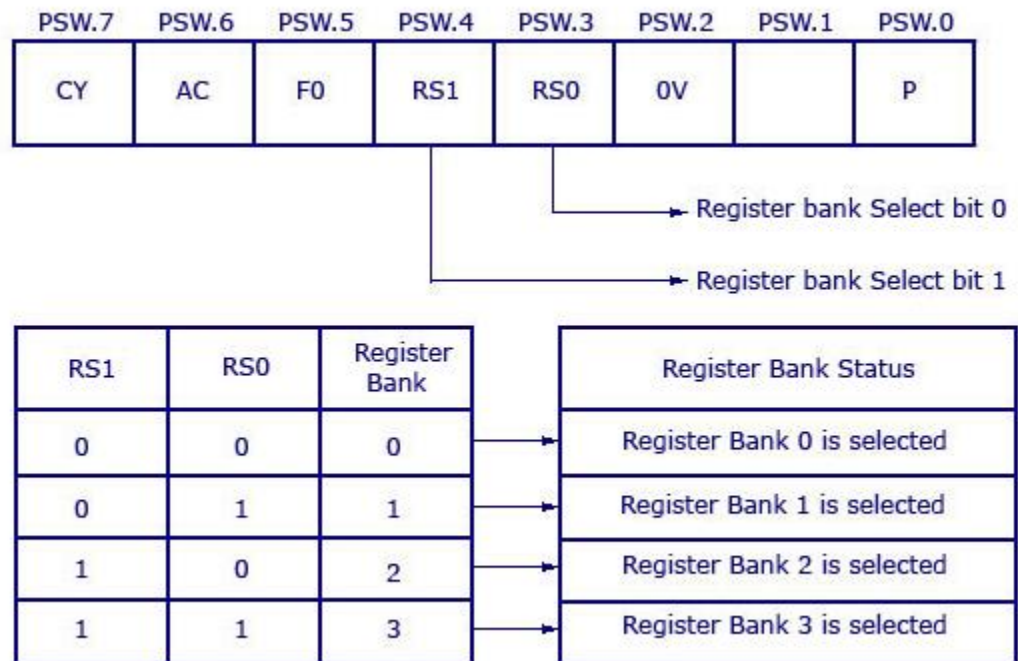 PSW.7 PSW.6 PSW.5 PSW.4 PSW.3 PSW.2 PSW.1 PSW.0
CY AC F0 RS1 RS0 0V P
Register bank Select bit 0
Register bank Select bit 1
RS1 RS0 Register Bank Register Bank Status
0 0 0 Register Bank 0 is selected
0 1 1 Register Bank 1 is selected
1 0 2 Register Bank 2 is selected
1 1 3 Register Bank 3 is selected